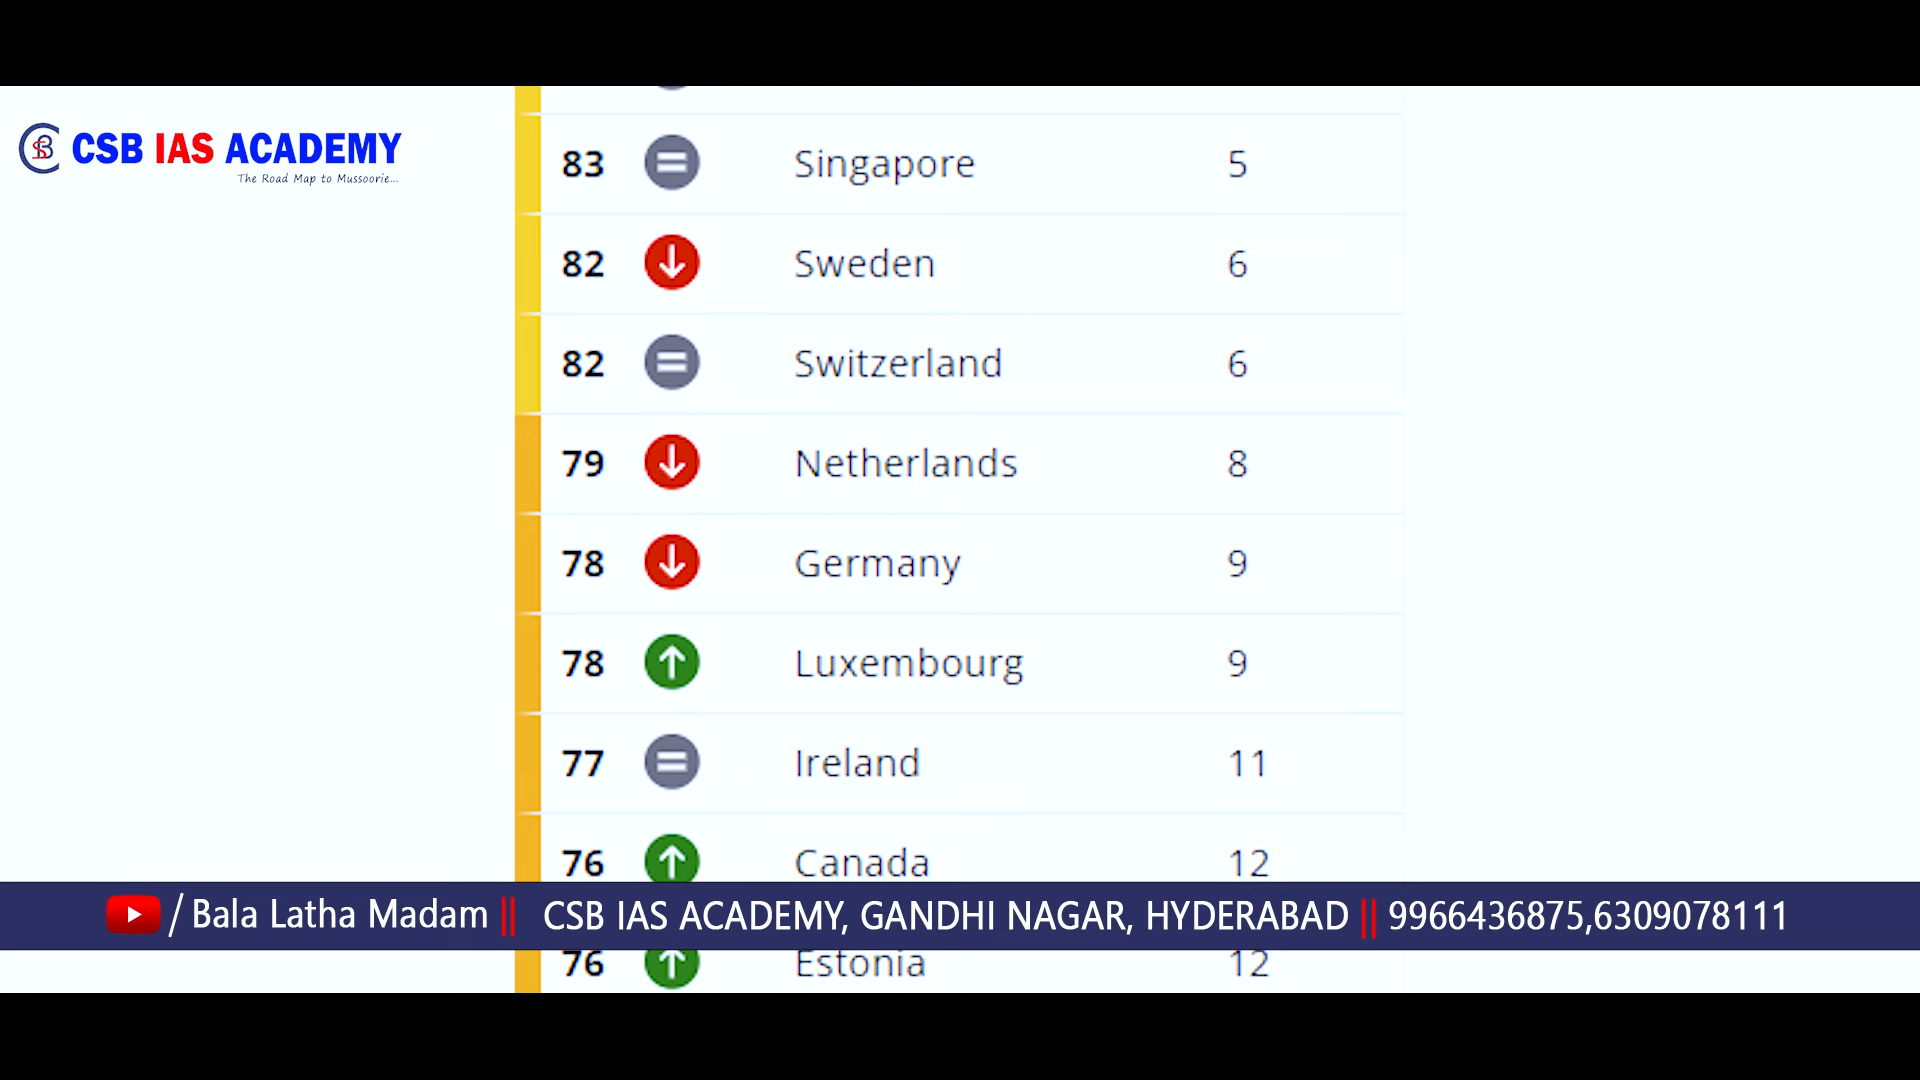 CSB IAS ACADEMY
The Road Map to Mussoorie...
83 Singapore 5
82 Sweden 6
82 Switzerland 6
79 Netherlands 8
78 Germany 9
78 Luxembourg 9
77 Ireland 11
76 Canada 12
/ Bala Latha Madam || CSB IAS ACADEMY, GANDHI NAGAR, HYDERABAD || 9966436875,6309078111
76 Estonia 12